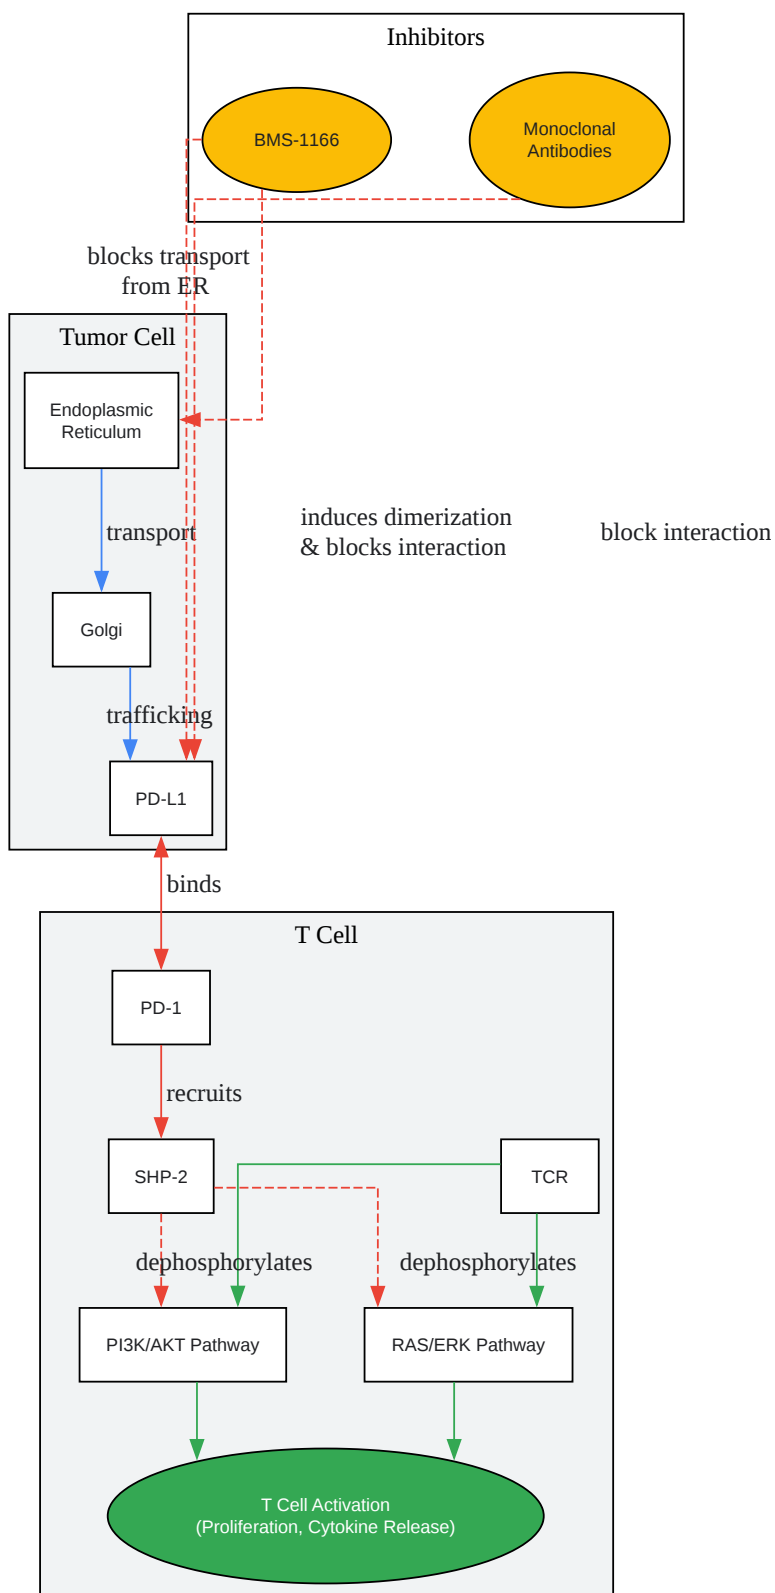 Inhibitors
BMS-1166
Monoclonal
Antibodies
blocks transport
from ER
Tumor Cell
Endoplasmic
Reticulum
transport
induces dimerization
& blocks interaction
block interaction
Golgi
trafficking
PD-L1
binds
T Cell
PD-1
recruits
SHP-2
TCR
dephosphorylates
dephosphorylates
PI3K/AKT Pathway
RAS/ERK Pathway
T Cell Activation
(Proliferation, Cytokine Release)